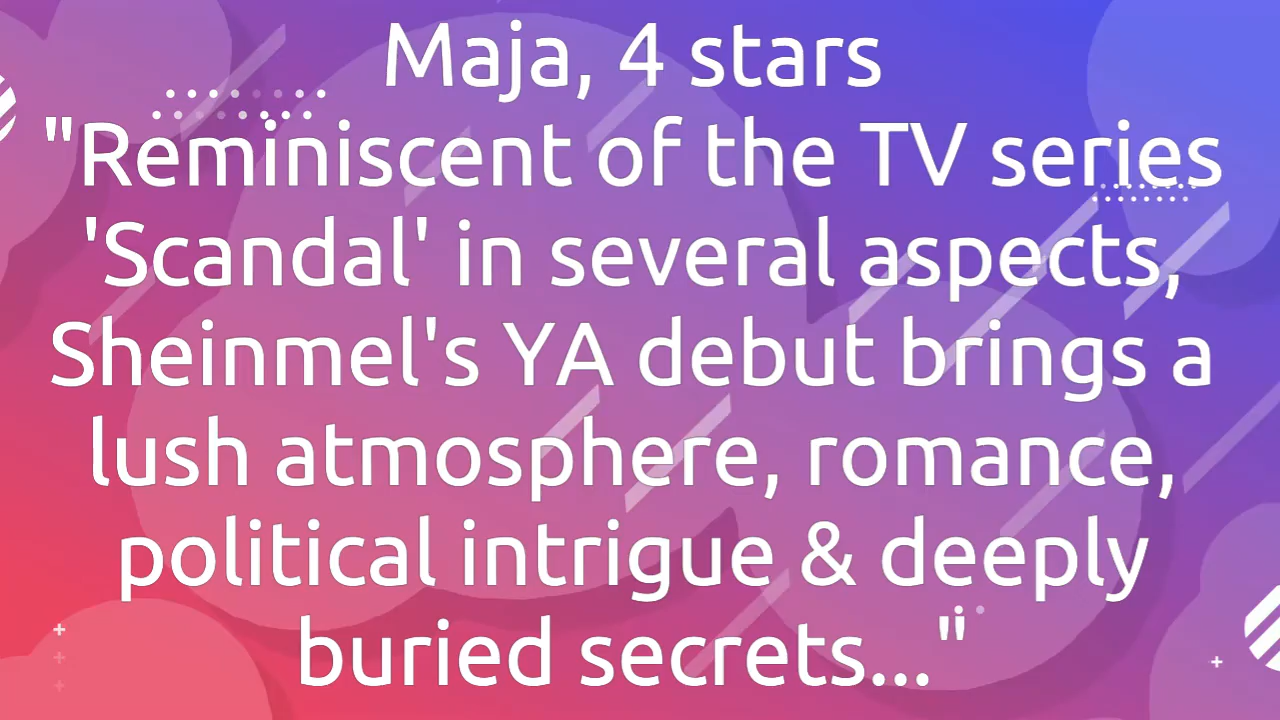 Maja, 4 stars
"Reminiscent of the TV series
'Scandal' in several aspects,
Sheinmel's YA debut brings a
lush atmosphere, romance,
political intrigue & deeply
buried secrets..."